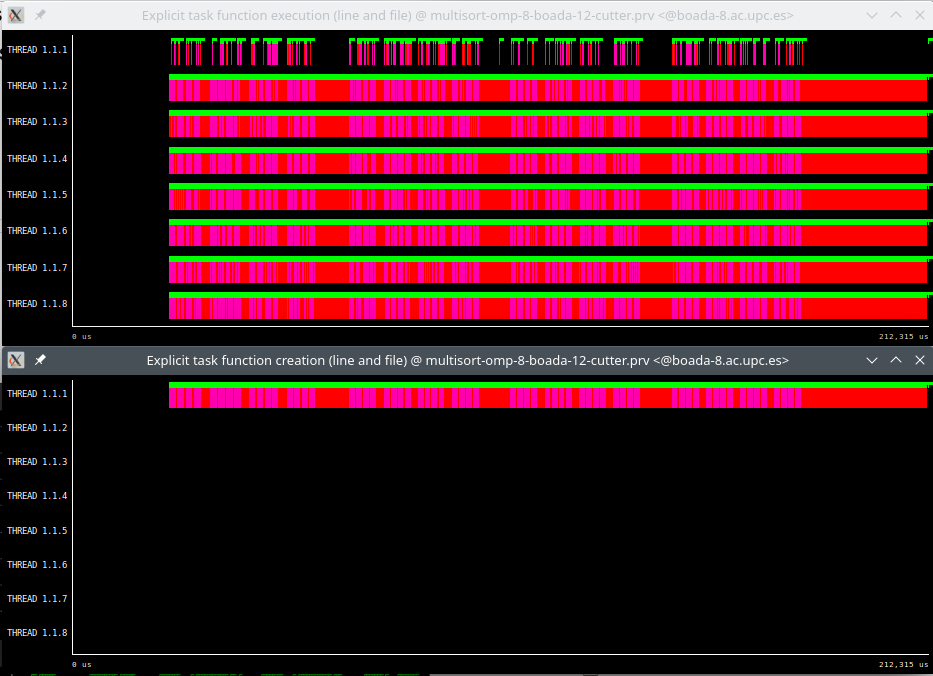 Explicit task function execution (line and file) @ multisort-omp-8-boada-12-cutter.prv <@boada-8.ac.upc.es>
THREAD 1.1.1
THREAD 1.1.2
THREAD 1.1.3
THREAD 1.1.4
THREAD 1.1.5
THREAD 1.1.6
THREAD 1.1.7
THREAD 1.1.8
0 us 212,315 us
Explicit task function creation (line and file) @ multisort-omp-8-boada-12-cutter.prv <@boada-8.ac.upc.es>
THREAD 1.1.1
THREAD 1.1.2
THREAD 1.1.3
THREAD 1.1.4
THREAD 1.1.5
THREAD 1.1.6
THREAD 1.1.7
THREAD 1.1.8
0 us 212,315 us